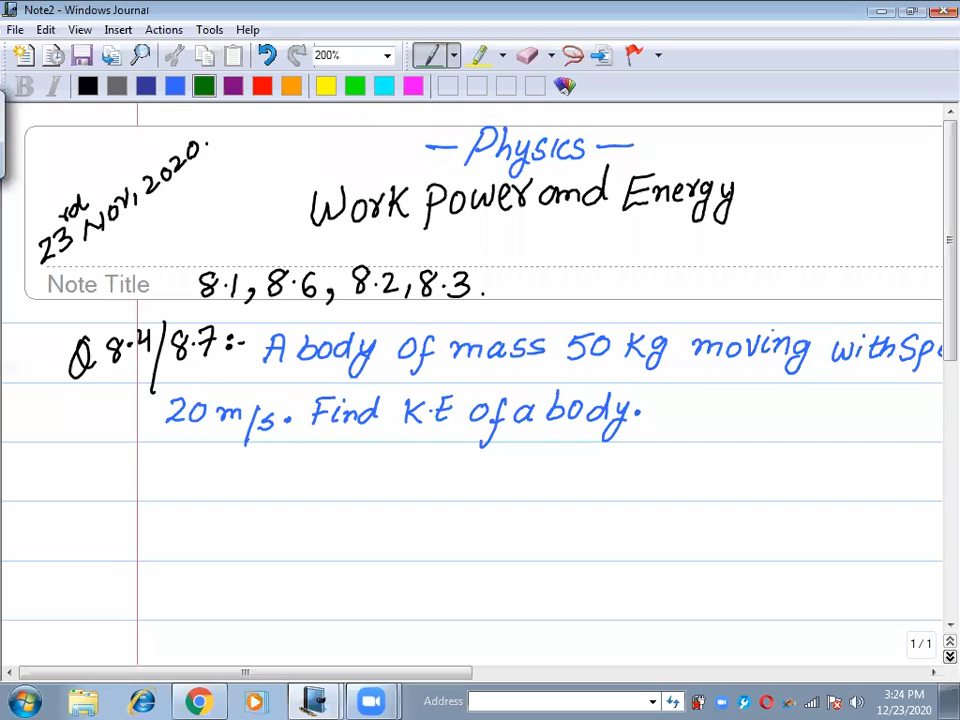 Note2 - Windows Journal
File Edit View Insert Actions Tools Help
200%
B I
- Physics -
23rd Nov, 2020.
Work Power and Energy
Note Title
8.1, 8.6, 8.2, 8.3.
Q 8.4/8.7:- A body of mass 50 Kg moving with Spe
20 m/s. Find K.E of a body.
1 / 1
Address
3:24 PM
12/23/2020